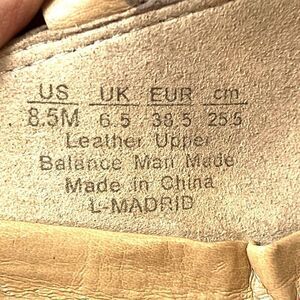 US UK EUR cm
8.5M 6.5 38.5 25.5
Leather Upper
Balance Man Made
Made in China
L-MADRID